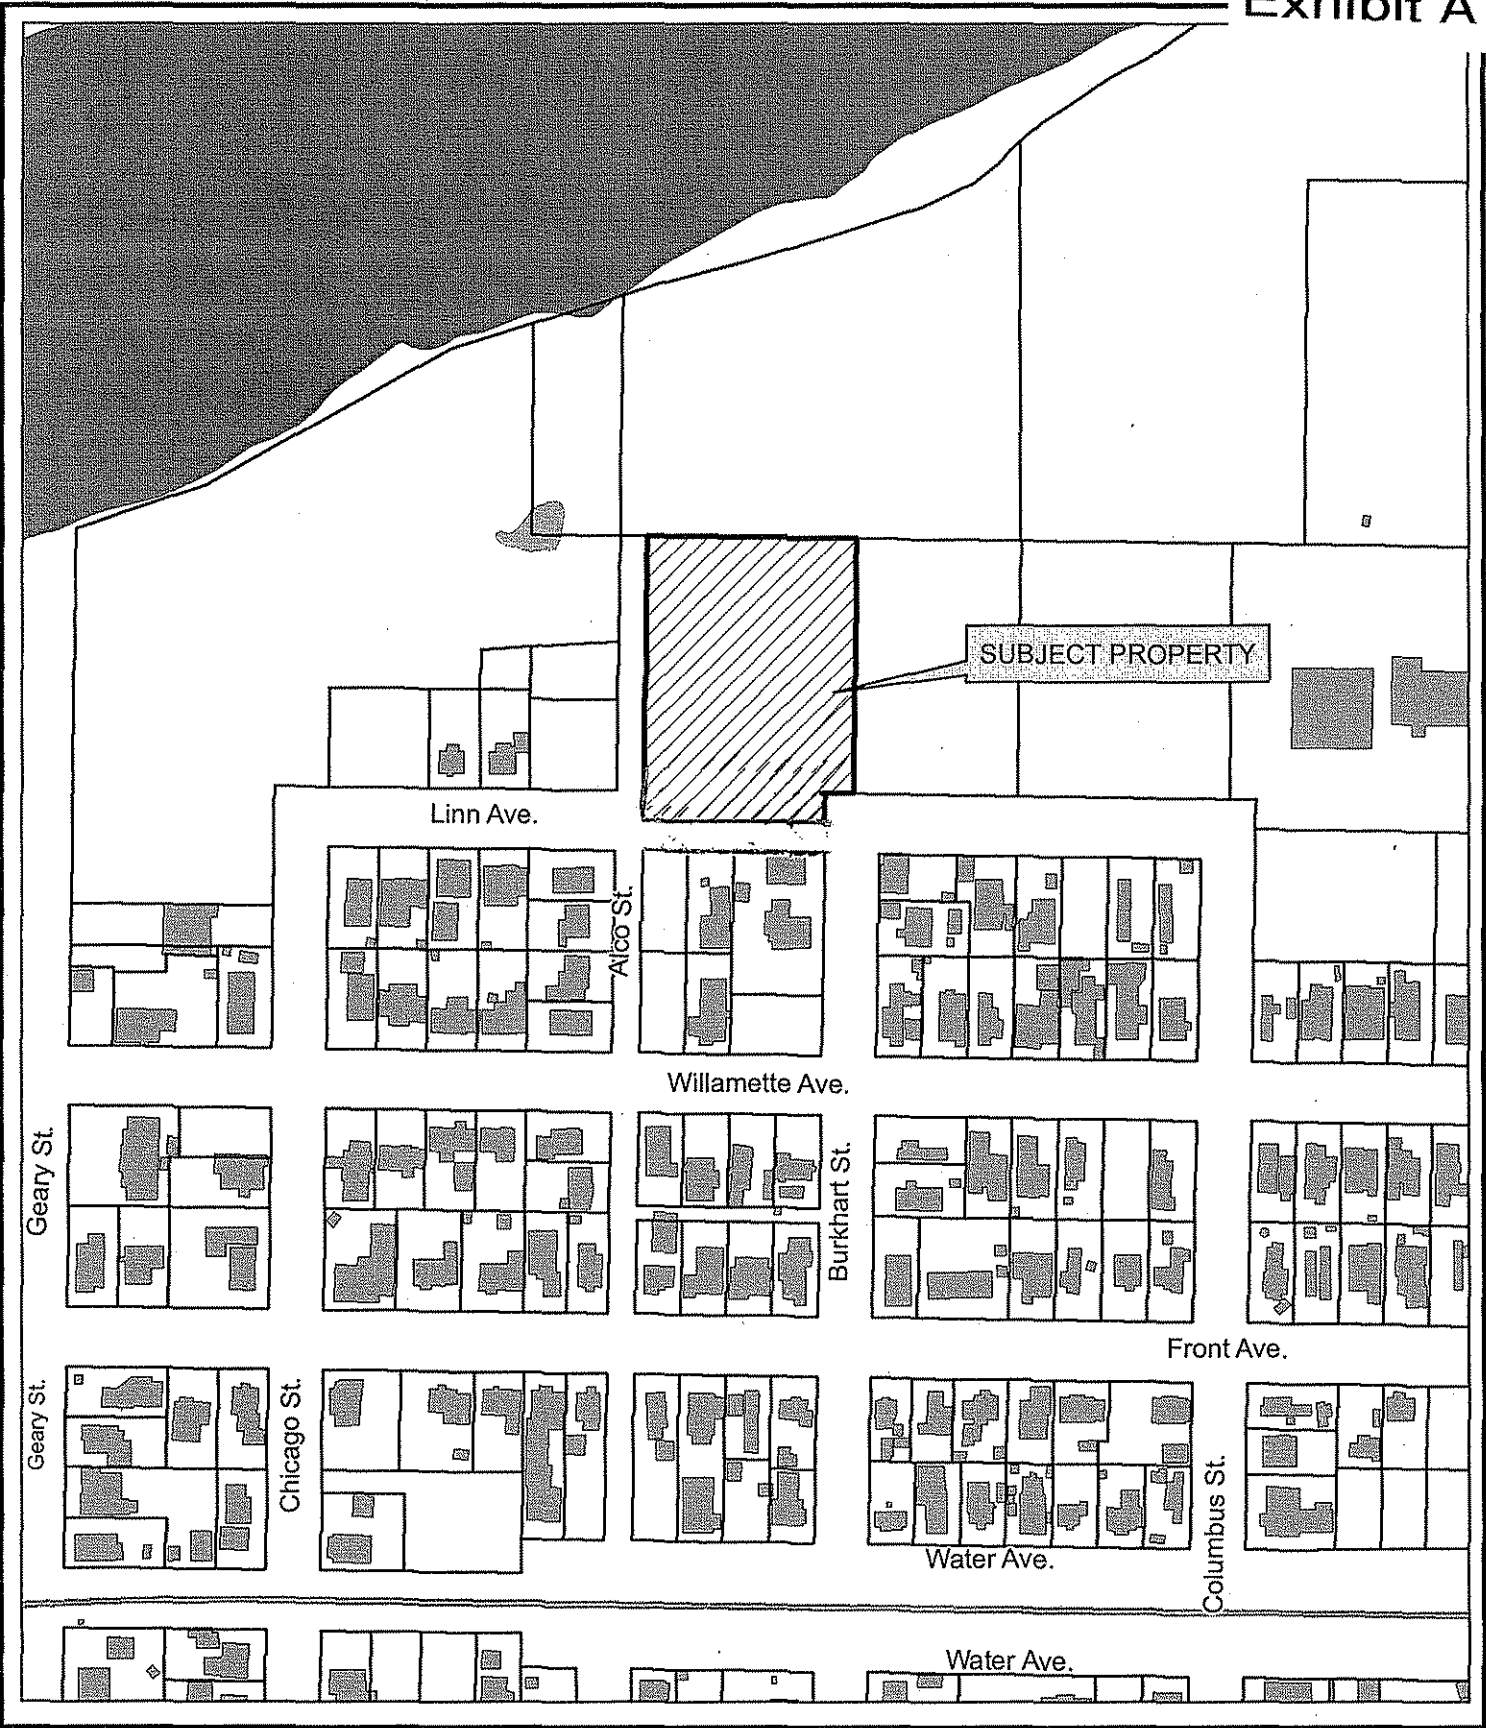 Exhibit A
SUBJECT PROPERTY
Linn Ave.
Alco St.
Willamette Ave.
Geary St.
Burkhart St.
Front Ave.
Geary St.
Chicago St.
Columbus St.
Water Ave.
Water Ave.